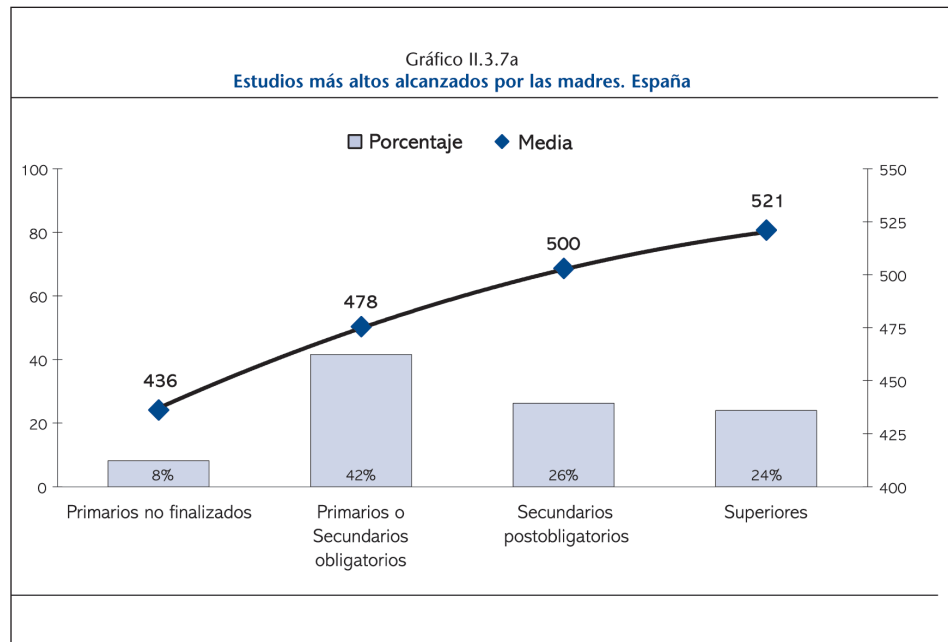 Gráfico II.3.7a
Estudios más altos alcanzados por las madres. España
Porcentaje Media
100 550
80 525
60 500
40 475
20 450
0 425
400
436
478
500
521
8% 42% 26% 24%
Primarios no finalizados
Primarios o
Secundarios
obligatorios
Secundarios
postobligatorios
Superiores